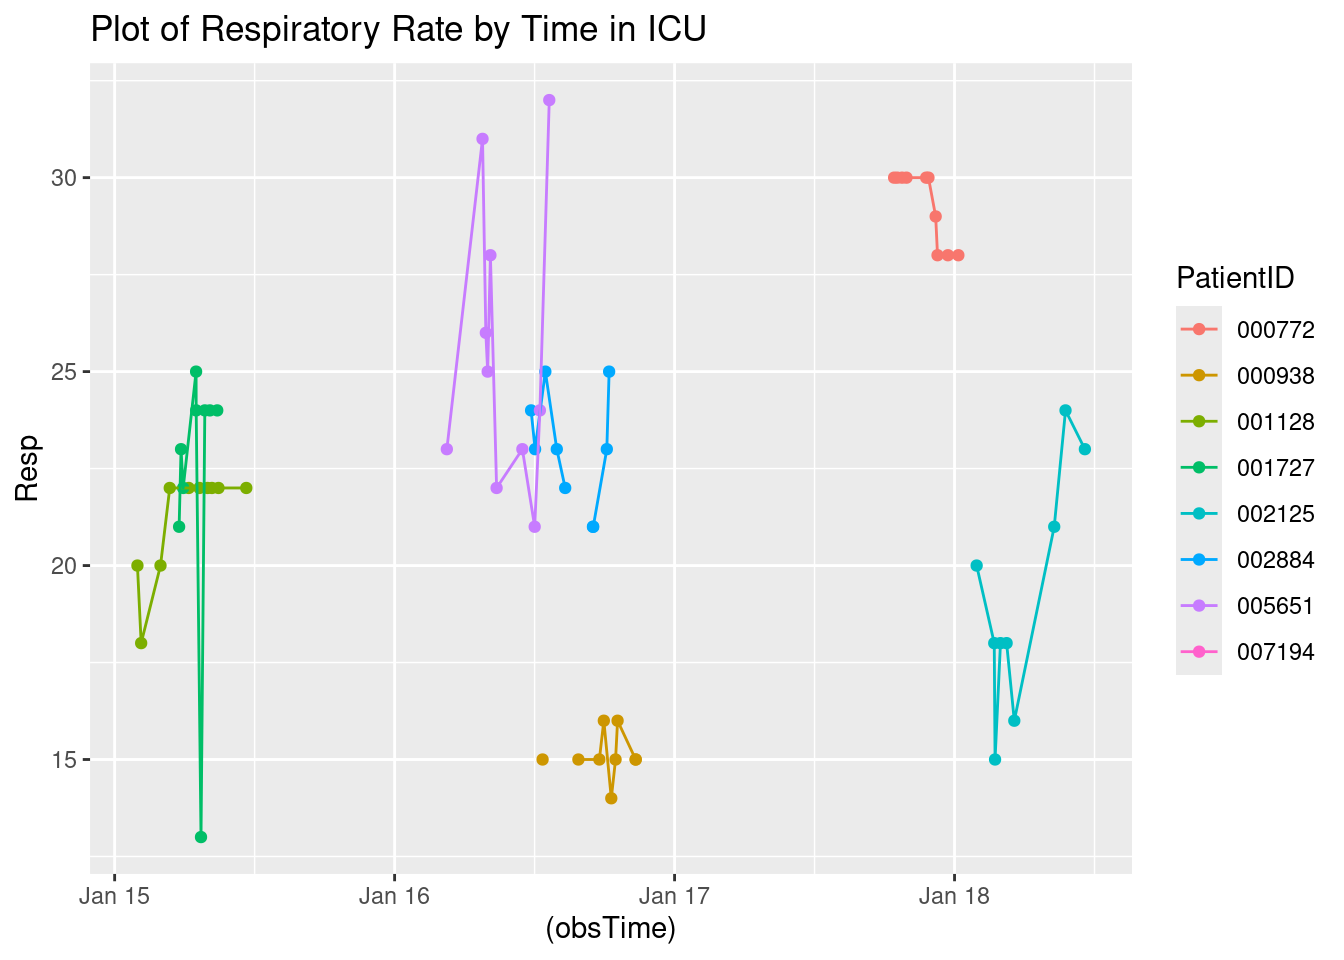 Plot of Respiratory Rate by Time in ICU
30
25
20
15
Resp
Jan 15
Jan 16
Jan 17
Jan 18
(obsTime)
PatientID
000772
000938
001128
001727
002125
002884
005651
007194